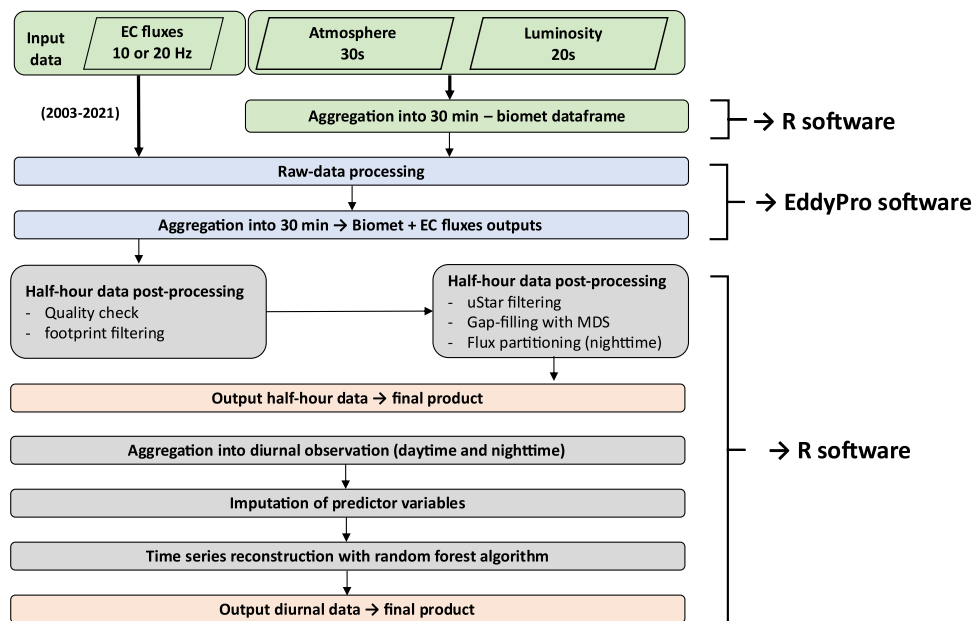 Input
data
EC fluxes
10 or 20 Hz
Atmosphere
30s
Luminosity
20s
(2003-2021)
Aggregation into 30 min – biomet dataframe
→ R software
Raw-data processing
→ EddyPro software
Aggregation into 30 min → Biomet + EC fluxes outputs
Half-hour data post-processing
- Quality check
- footprint filtering
Half-hour data post-processing
- uStar filtering
- Gap-filling with MDS
- Flux partitioning (nighttime)
Output half-hour data → final product
Aggregation into diurnal observation (daytime and nighttime)
→ R software
Imputation of predictor variables
Time series reconstruction with random forest algorithm
Output diurnal data → final product